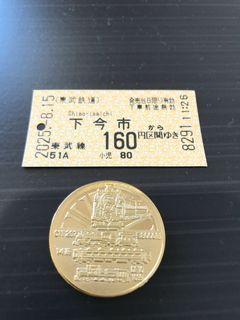 2025.-8.15
(東武鉄道)
発売当日限り有効
下車前途無効
Shimoimaichi
下今市
から
160
円区間ゆき
東武線
51A
小児 80
8291 11:26